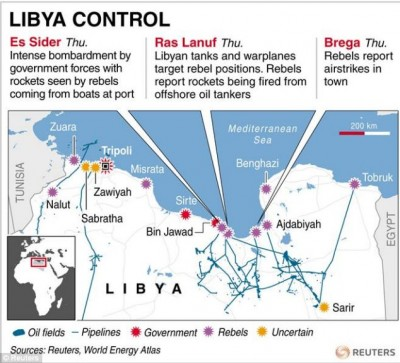 LIBYA CONTROL
Es Sider Thu.
Intense bombardment by
government forces with
rockets seen by rebels
coming from boats at port
Ras Lanuf Thu.
Libyan tanks and warplanes
target rebel positions. Rebels
report rockets being fired from
offshore oil tankers
Brega Thu.
Rebels report
airstrikes in
town
Mediterranean
Sea
200 km
Zuara
Tripoli
Misrata
Benghazi
Tobruk
TUNISIA
Nalut
Zawiyah
Sabratha
Sirte
Bin Jawad
Ajdabiyah
EGYPT
LIBYA
Sarir
Oil fields
Pipelines
Government
Rebels
Uncertain
Sources: Reuters, World Energy Atlas
REUTERS
© Reuters